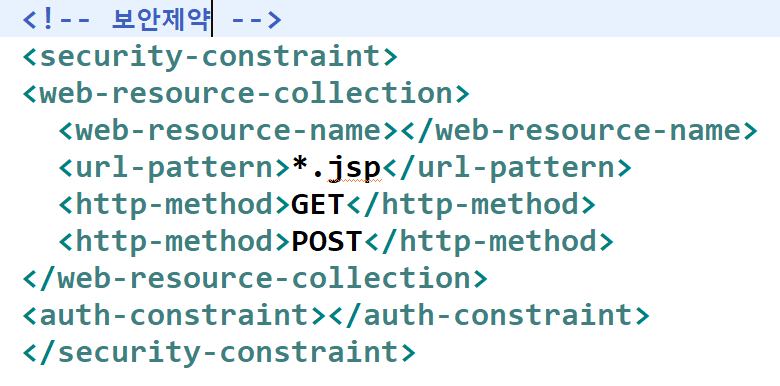 <!-- 보안제약 -->
<security-constraint>
<web-resource-collection>
<web-resource-name></web-resource-name>
<url-pattern>*.jsp</url-pattern>
<http-method>GET</http-method>
<http-method>POST</http-method>
</web-resource-collection>
<auth-constraint></auth-constraint>
</security-constraint>